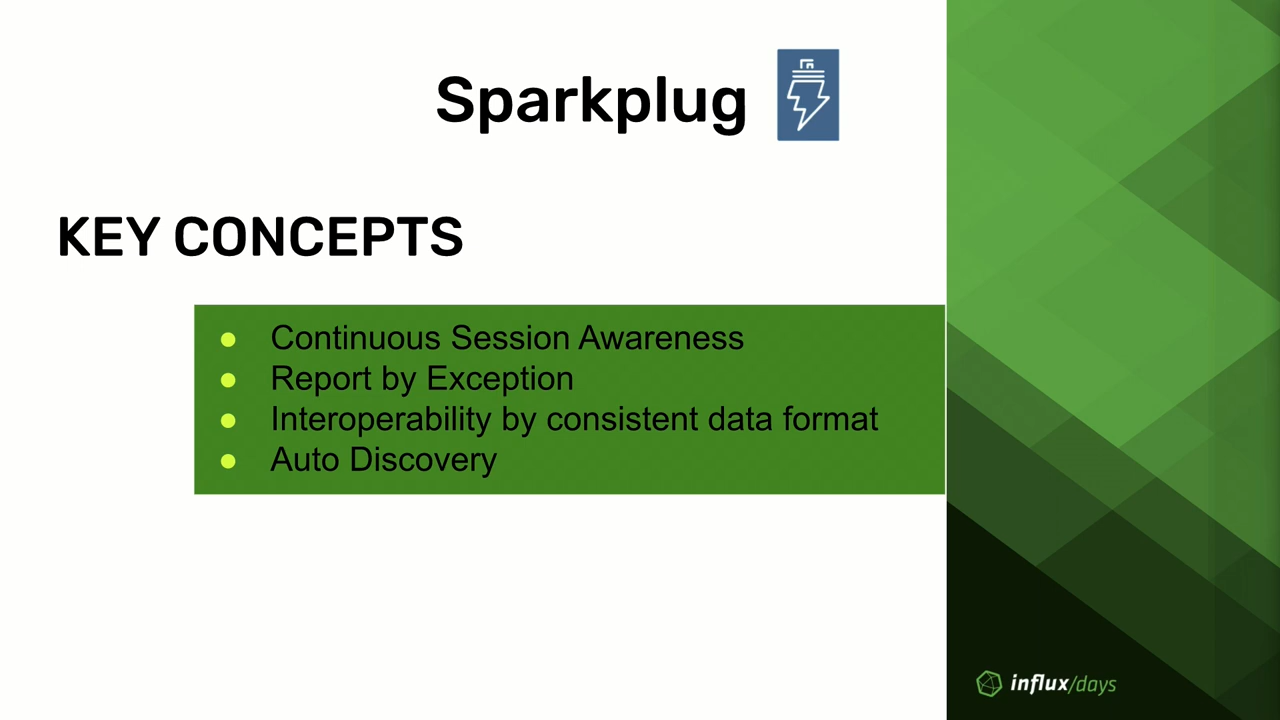 Sparkplug
KEY CONCEPTS
● Continuous Session Awareness
● Report by Exception
● Interoperability by consistent data format
● Auto Discovery
influx/days